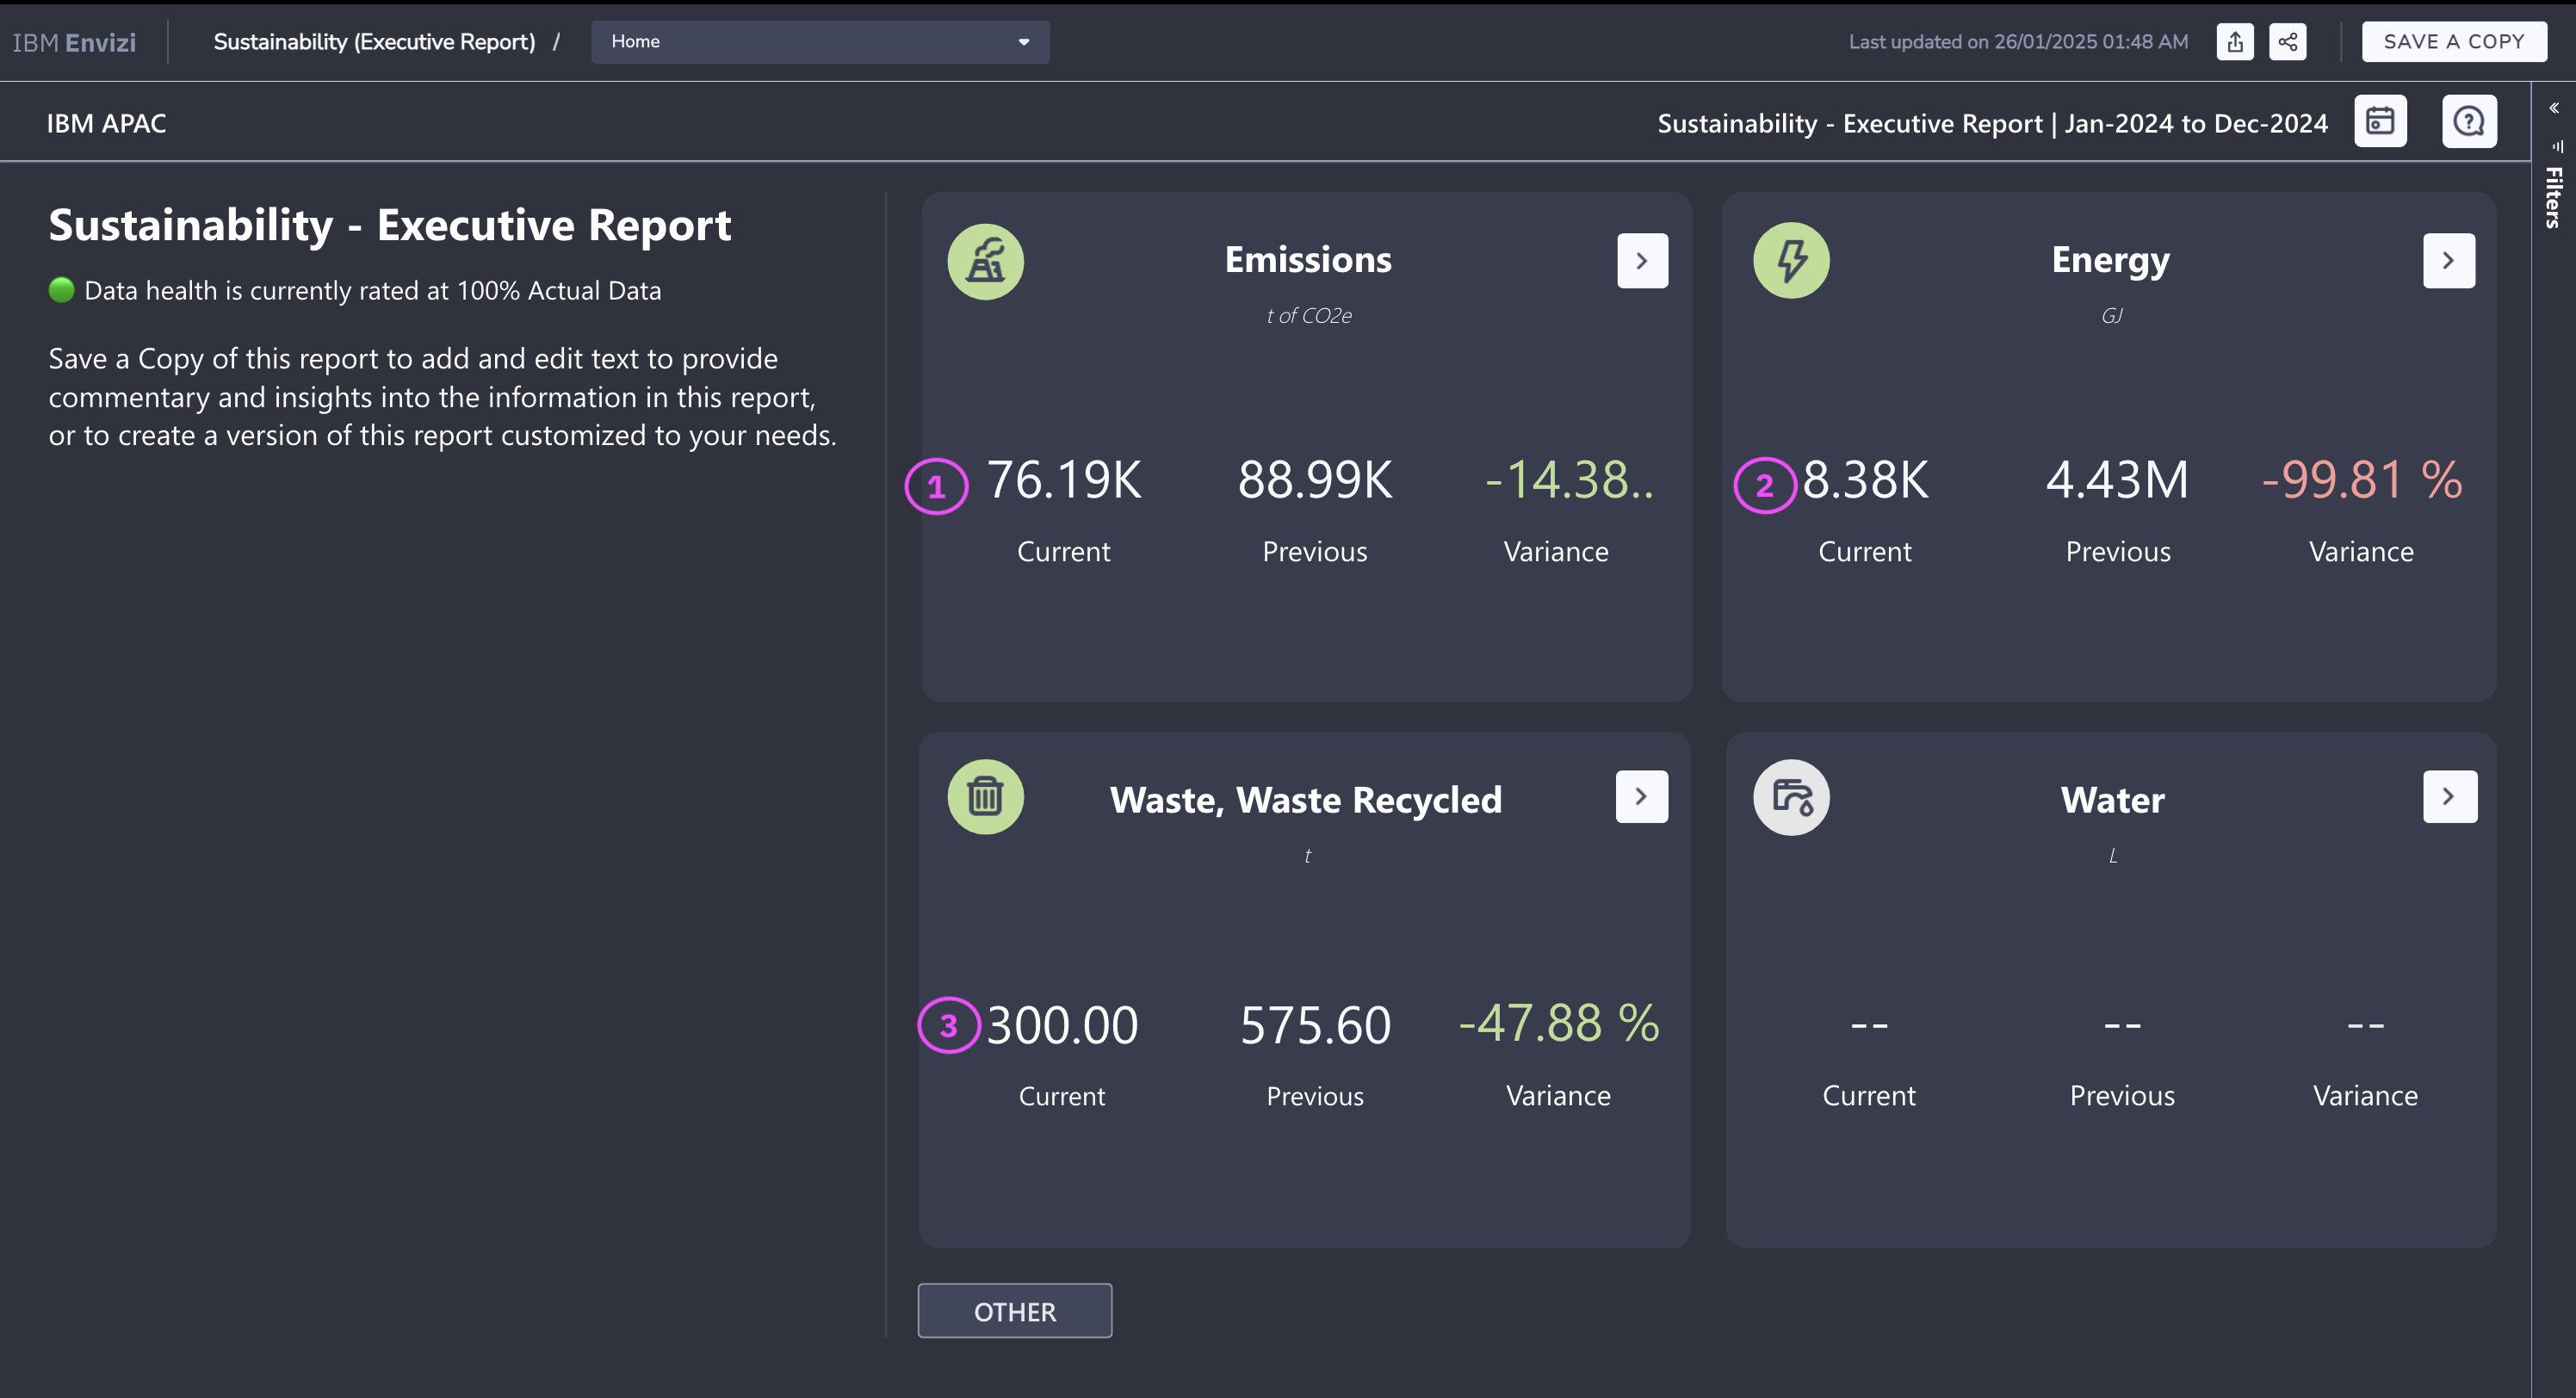 IBM Envizi
Sustainability (Executive Report) /
Home
Last updated on 26/01/2025 01:48 AM
SAVE A COPY
IBM APAC
Sustainability - Executive Report | Jan-2024 to Dec-2024
Filters
Sustainability - Executive Report
Data health is currently rated at 100% Actual Data
Save a Copy of this report to add and edit text to provide
commentary and insights into the information in this report,
or to create a version of this report customized to your needs.
Emissions
t of CO2e
1 76.19K 88.99K -14.38..
Current Previous Variance
Energy
GJ
2 8.38K 4.43M -99.81 %
Current Previous Variance
Waste, Waste Recycled
t
3 300.00 575.60 -47.88 %
Current Previous Variance
Water
L
-- -- --
Current Previous Variance
OTHER